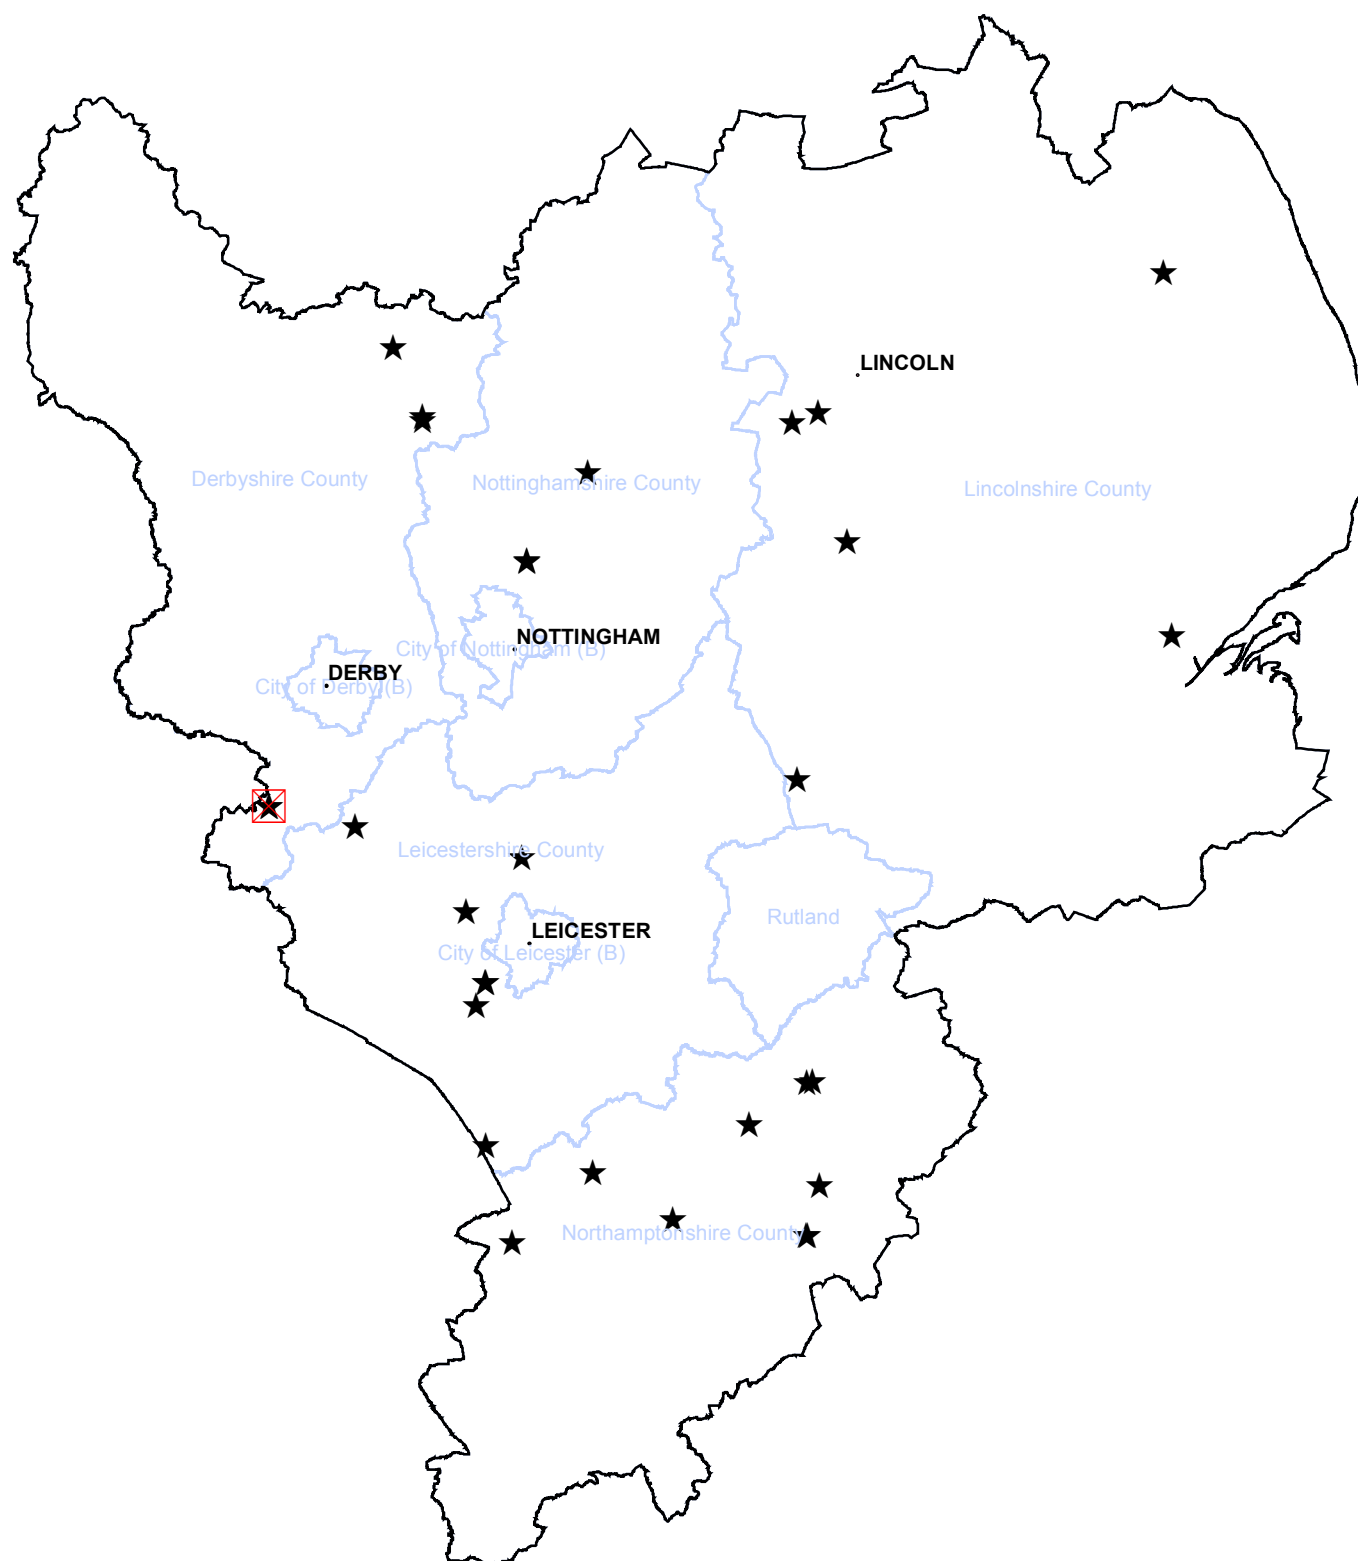 LINCOLN
Derbyshire County
Nottinghamshire County
Lincolnshire County
NOTTINGHAM
City of Nottingham (B)
DERBY
City of Derby (B)
Leicestershire County
Rutland
LEICESTER
City of Leicester (B)
Northamptonshire County